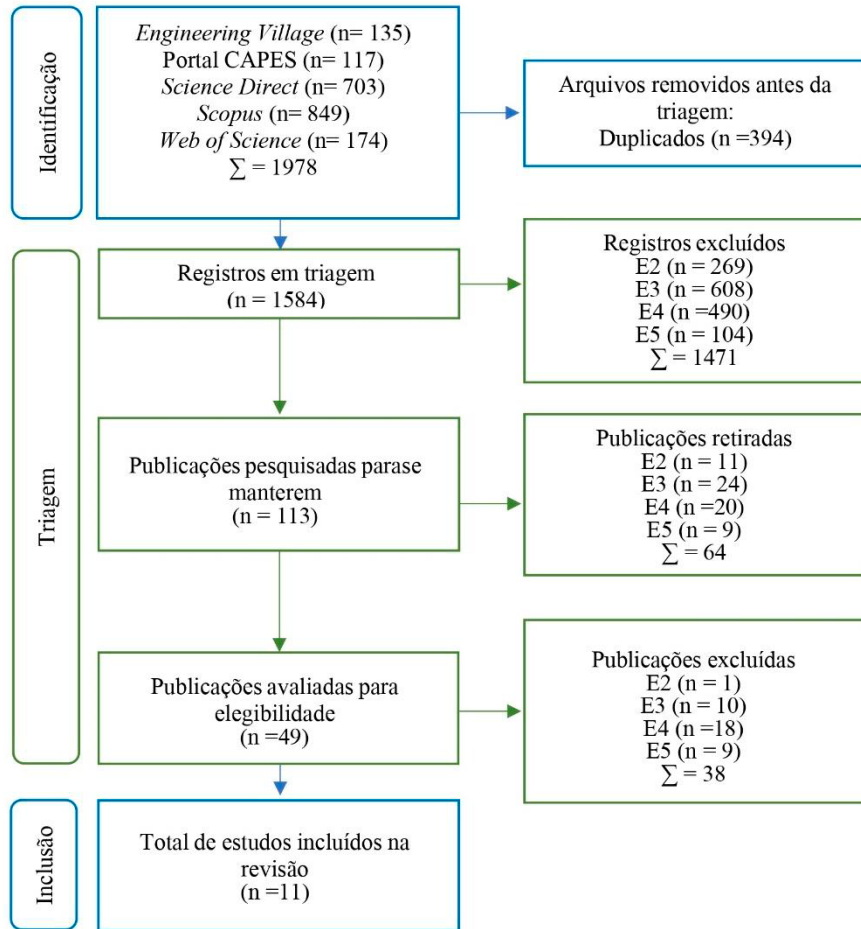 Identificação
Engineering Village (n= 135)
Portal CAPES (n= 117)
Science Direct (n= 703)
Scopus (n= 849)
Web of Science (n= 174)
∑ = 1978
Arquivos removidos antes da
triagem:
Duplicados (n =394)
Triagem
Registros em triagem
(n = 1584)
Registros excluídos
E2 (n = 269)
E3 (n = 608)
E4 (n =490)
E5 (n = 104)
∑ = 1471
Publicações pesquisadas parase
manterem
(n = 113)
Publicações retiradas
E2 (n = 11)
E3 (n = 24)
E4 (n =20)
E5 (n = 9)
∑ = 64
Publicações avaliadas para
elegibilidade
(n =49)
Publicações excluídas
E2 (n = 1)
E3 (n = 10)
E4 (n =18)
E5 (n = 9)
∑ = 38
Inclusão
Total de estudos incluídos na
revisão
(n =11)